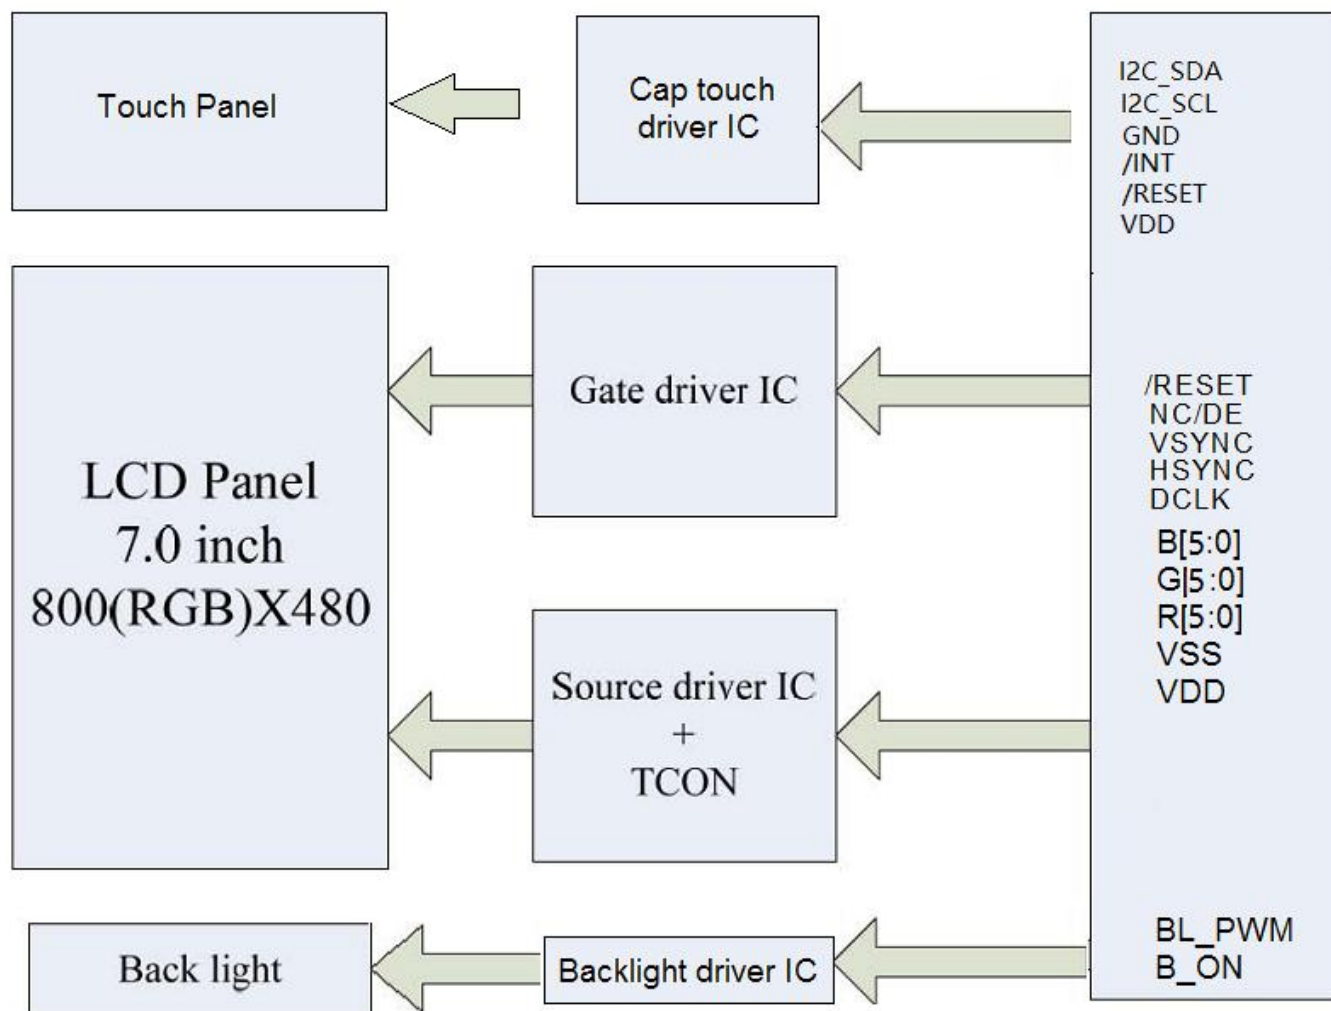 Touch Panel
Cap touch
driver IC
I2C_SDA
I2C_SCL
GND
/INT
/RESET
VDD
LCD Panel
7.0 inch
800(RGB)X480
Gate driver IC
/RESET
NC/DE
VSYNC
HSYNC
DCLK
B[5:0]
G|5:0]
R[5:0]
VSS
VDD
Source driver IC
+
TCON
Back light
Backlight driver IC
BL_PWM
B_ON